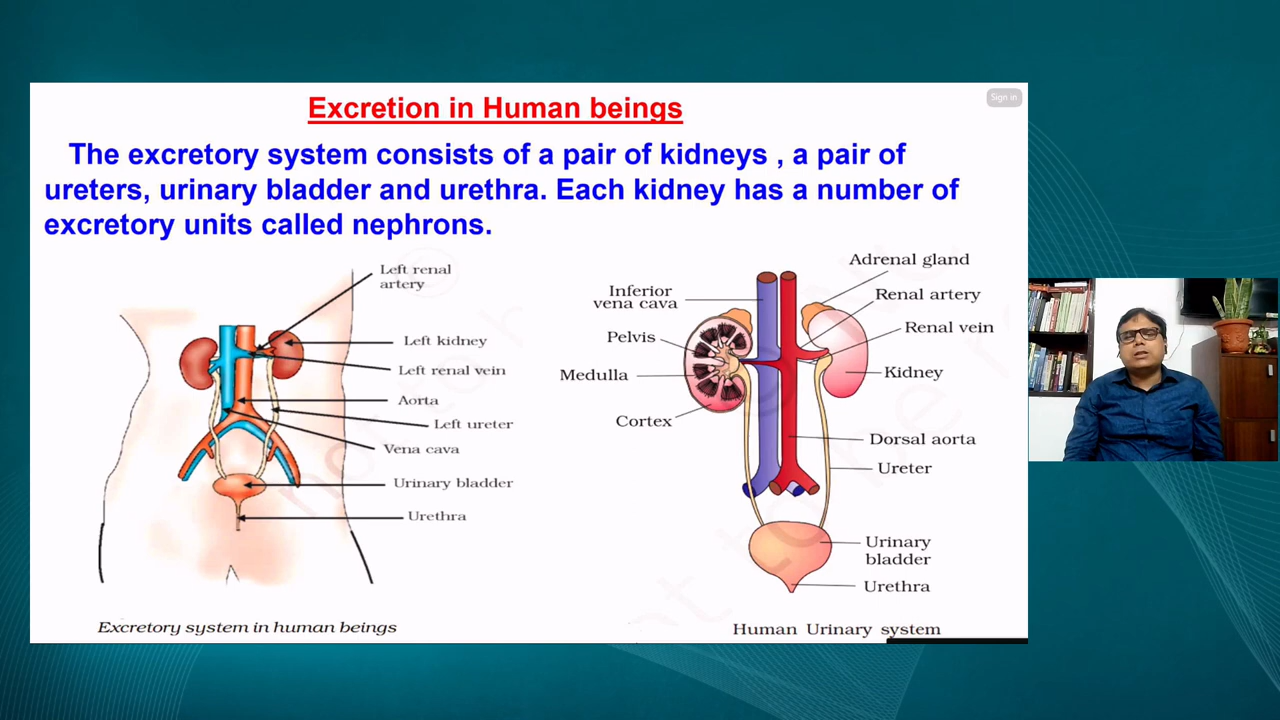 Excretion in Human beings
Sign in
The excretory system consists of a pair of kidneys , a pair of
ureters, urinary bladder and urethra. Each kidney has a number of
excretory units called nephrons.
Left renal
artery
Left kidney
Left renal vein
Aorta
Left ureter
Vena cava
Urinary bladder
Urethra
Excretory system in human beings
Adrenal gland
Inferior
vena cava
Renal artery
Renal vein
Pelvis
Medulla
Kidney
Cortex
Dorsal aorta
Ureter
Urinary
bladder
Urethra
Human Urinary system